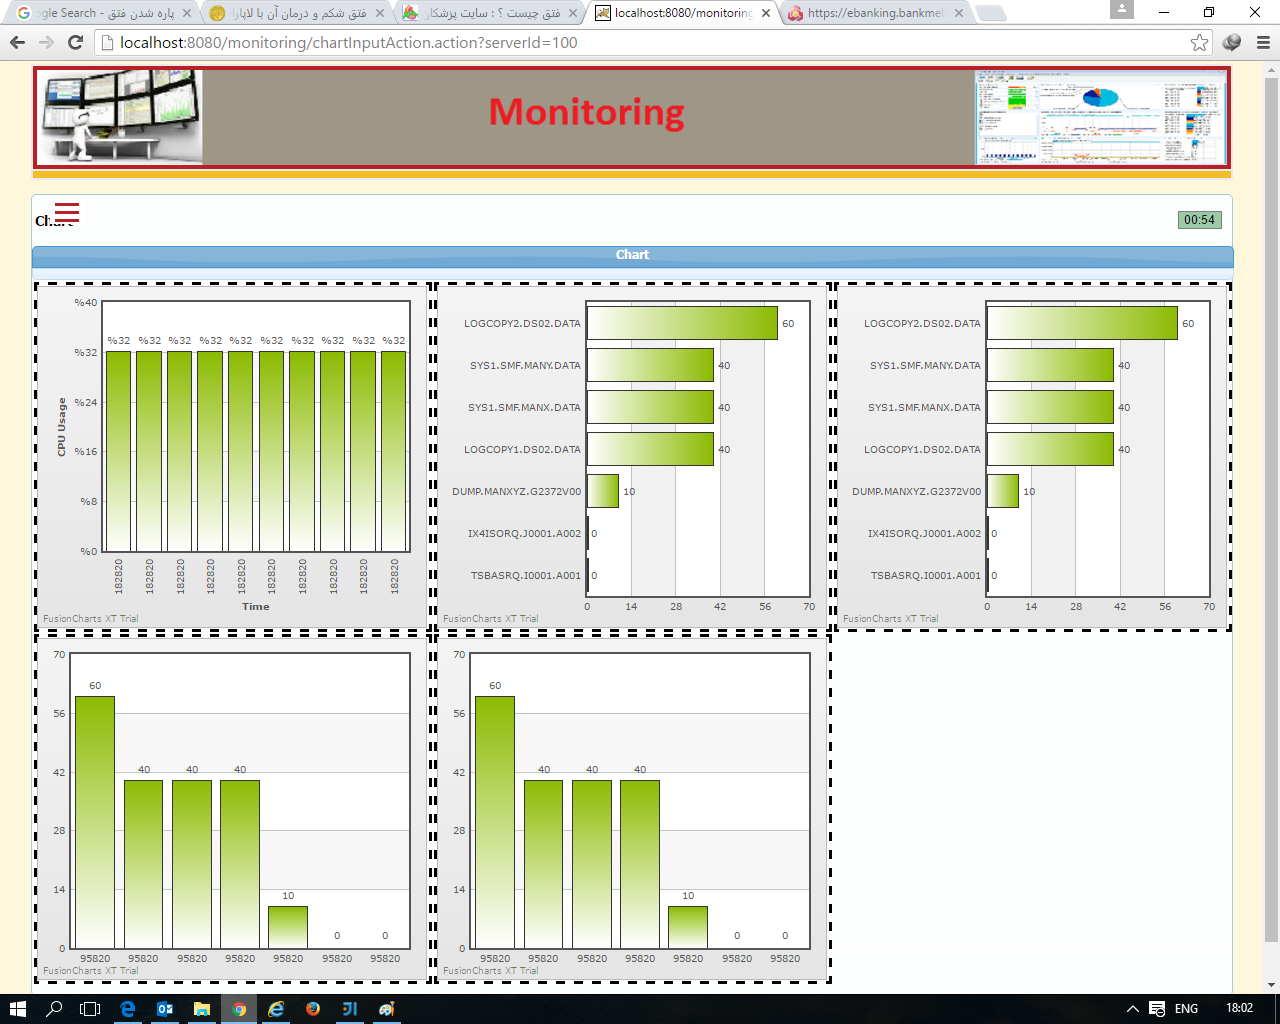 ogle Search - پاره شدن فتق
فتق شکم و درمان آن با لاپارا
فتق چیست ؟ : سایت پزشکان
localhost:8080/monitoring
https://ebanking.bankmell
localhost:8080/monitoring/chartInputAction.action?serverId=100
Monitoring
Chart
00:54
Chart
%40
%32
%24
%16
%8
%0
CPU Usage
%32 %32 %32 %32 %32 %32 %32 %32 %32 %32
182820 182820 182820 182820 182820 182820 182820 182820 182820 182820
Time
FusionCharts XT Trial
LOGCOPY2.DS02.DATA 60
SYS1.SMF.MANY.DATA 40
SYS1.SMF.MANX.DATA 40
LOGCOPY1.DS02.DATA 40
DUMP.MANXYZ.G2372V00 10
IX4ISORQ.J0001.A002 0
TSBASRQ.I0001.A001 0
0 14 28 42 56 70
FusionCharts XT Trial
LOGCOPY2.DS02.DATA 60
SYS1.SMF.MANY.DATA 40
SYS1.SMF.MANX.DATA 40
LOGCOPY1.DS02.DATA 40
DUMP.MANXYZ.G2372V00 10
IX4ISORQ.J0001.A002 0
TSBASRQ.I0001.A001 0
0 14 28 42 56 70
FusionCharts XT Trial
70
56
42
28
14
0
60 40 40 40 10 0 0
95820 95820 95820 95820 95820 95820 95820
FusionCharts XT Trial
70
56
42
28
14
0
60 40 40 40 10 0 0
95820 95820 95820 95820 95820 95820 95820
FusionCharts XT Trial
ENG
18:02